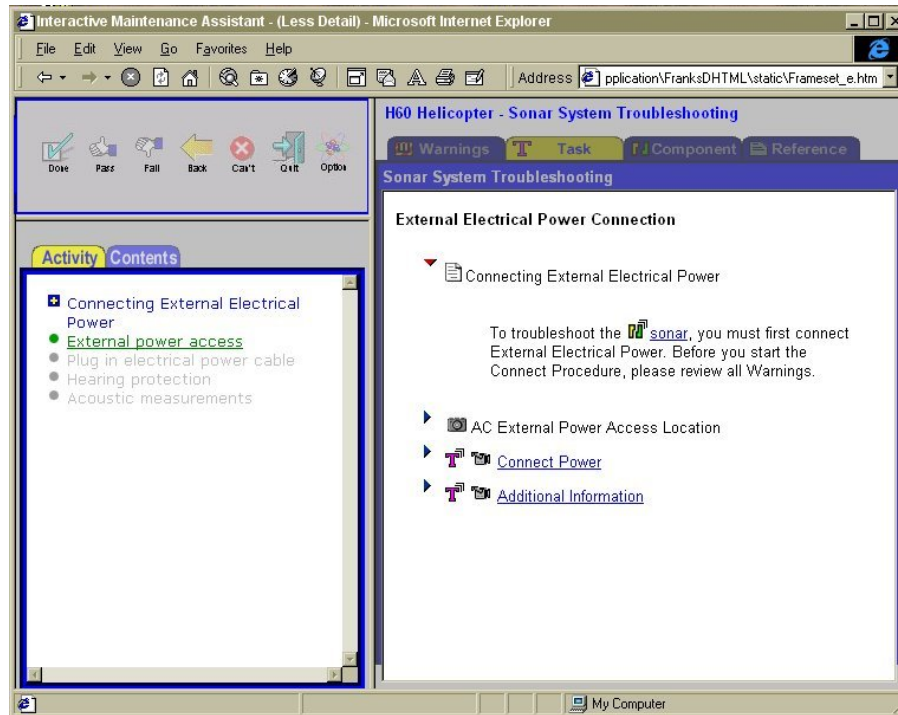 Interactive Maintenance Assistant - (Less Detail) - Microsoft Internet Explorer
File Edit View Go Favorites Help
Address pplication\FranksDHTML\static\Frameset_e.htm
Done Pass Fail Back Can't Quit Option
H60 Helicopter - Sonar System Troubleshooting
Warnings T Task Component Reference
Sonar System Troubleshooting
Activity Contents
Connecting External Electrical
Power
External power access
Plug in electrical power cable
Hearing protection
Acoustic measurements
External Electrical Power Connection
Connecting External Electrical Power
To troubleshoot the sonar, you must first connect
External Electrical Power. Before you start the
Connect Procedure, please review all Warnings.
AC External Power Access Location
T Connect Power
T Additional Information
My Computer